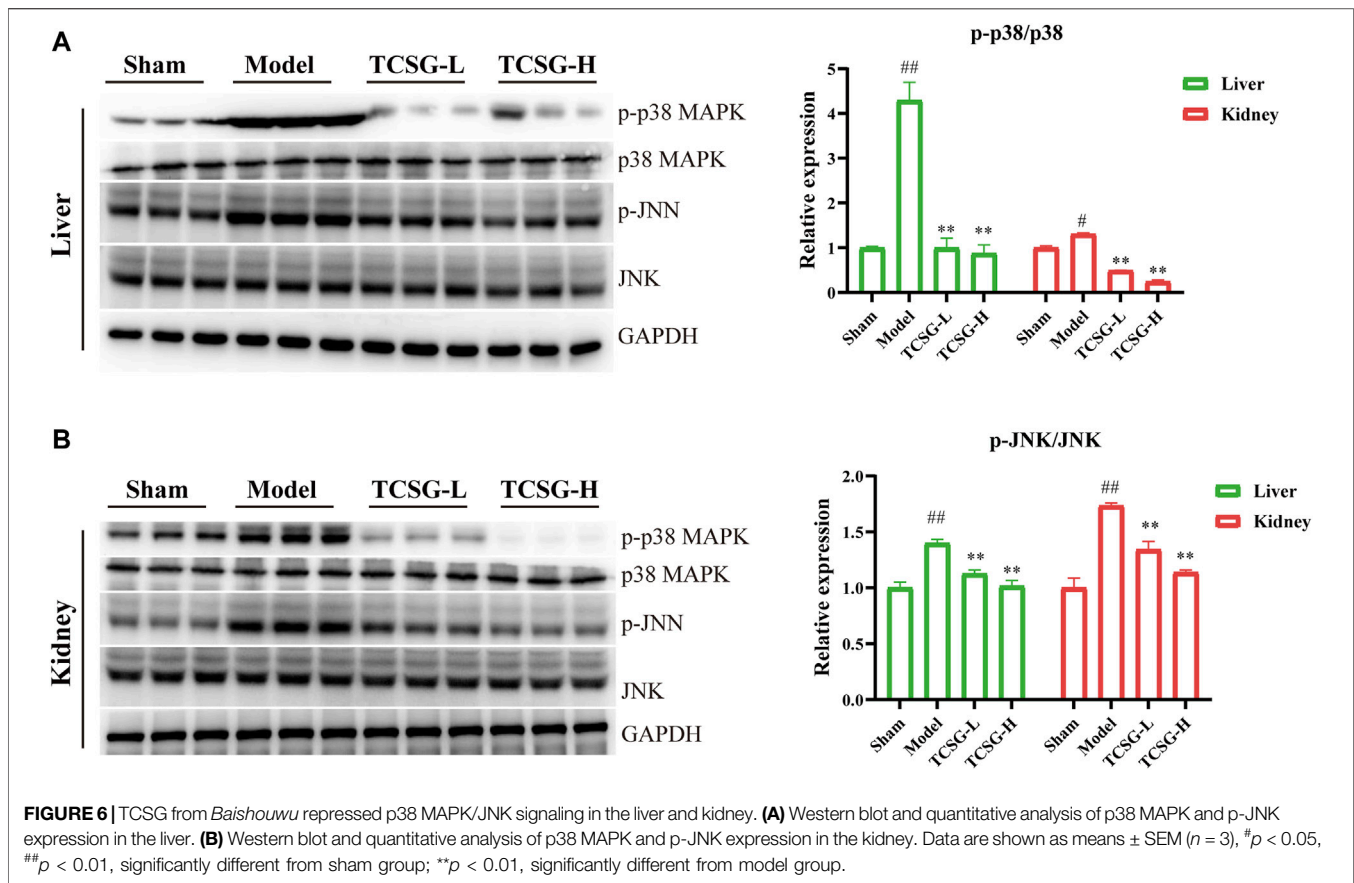 A
Sham Model TCSG-L TCSG-H
Liver
p-p38 MAPK
p38 MAPK
p-JNN
JNK
GAPDH
p-p38/p38
Relative expression
5
4
3
2
1
0
##
**
**
#
**
**
Liver
Kidney
Sham
Model
TCSG-L
TCSG-H
Sham
Model
TCSG-L
TCSG-H
B
Sham Model TCSG-L TCSG-H
Kidney
p-p38 MAPK
p38 MAPK
p-JNN
JNK
GAPDH
p-JNK/JNK
Relative expression
2.0
1.5
1.0
0.5
0.0
##
**
**
##
**
**
Liver
Kidney
Sham
Model
TCSG-L
TCSG-H
Sham
Model
TCSG-L
TCSG-H
FIGURE 6 | TCSG from Baishouwu repressed p38 MAPK/JNK signaling in the liver and kidney. (A) Western blot and quantitative analysis of p38 MAPK and p-JNK
expression in the liver. (B) Western blot and quantitative analysis of p38 MAPK and p-JNK expression in the kidney. Data are shown as means ± SEM (n = 3), #p < 0.05,
##p < 0.01, significantly different from sham group; **p < 0.01, significantly different from model group.